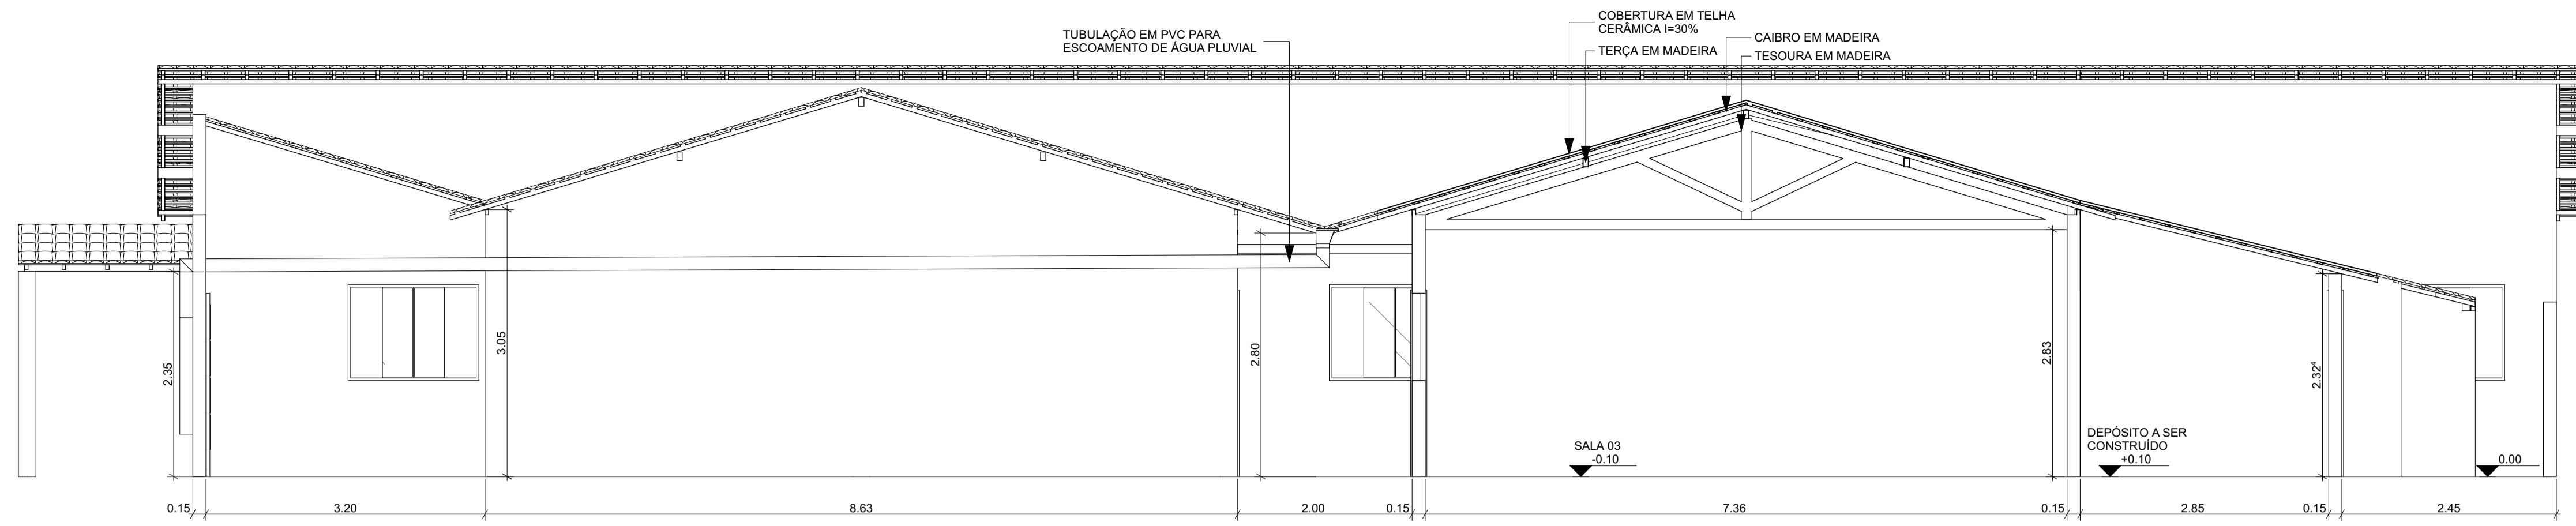 COBERTURA EM TELHA
CERÂMICA I=30%
TUBULAÇÃO EM PVC PARA
ESCOAMENTO DE ÁGUA PLUVIAL
CAIBRO EM MADEIRA
TERÇA EM MADEIRA
TESOURA EM MADEIRA
2.35
3.05
2.80
2.83
2.32⁴
SALA 03
-0.10
DEPÓSITO A SER
CONSTRUÍDO
+0.10
0.00
0.15
3.20
8.63
2.00
0.15
7.36
0.15
2.85
0.15
2.45